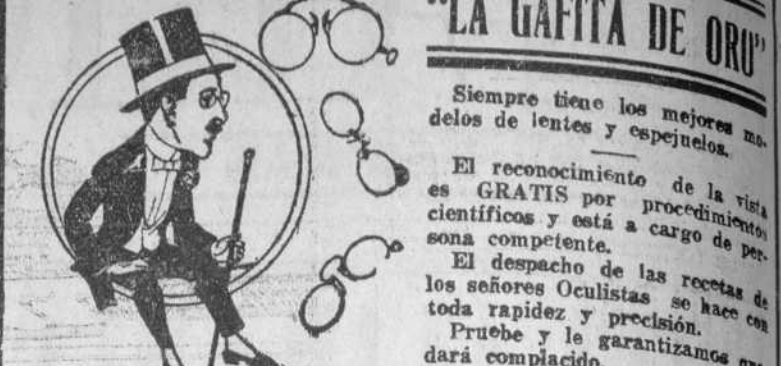 "LA GAFITA DE ORO"
Siempre tiene los mejores mo-
delos de lentes y espejuelos.
El reconocimiento de la vista
es GRATIS por procedimientos
científicos y está a cargo de per-
sona competente.
El despacho de las recetas de
los señores Oculistas se hace con
toda rapidez y precisión.
Pruebe y le garantizamos
dará complacido.